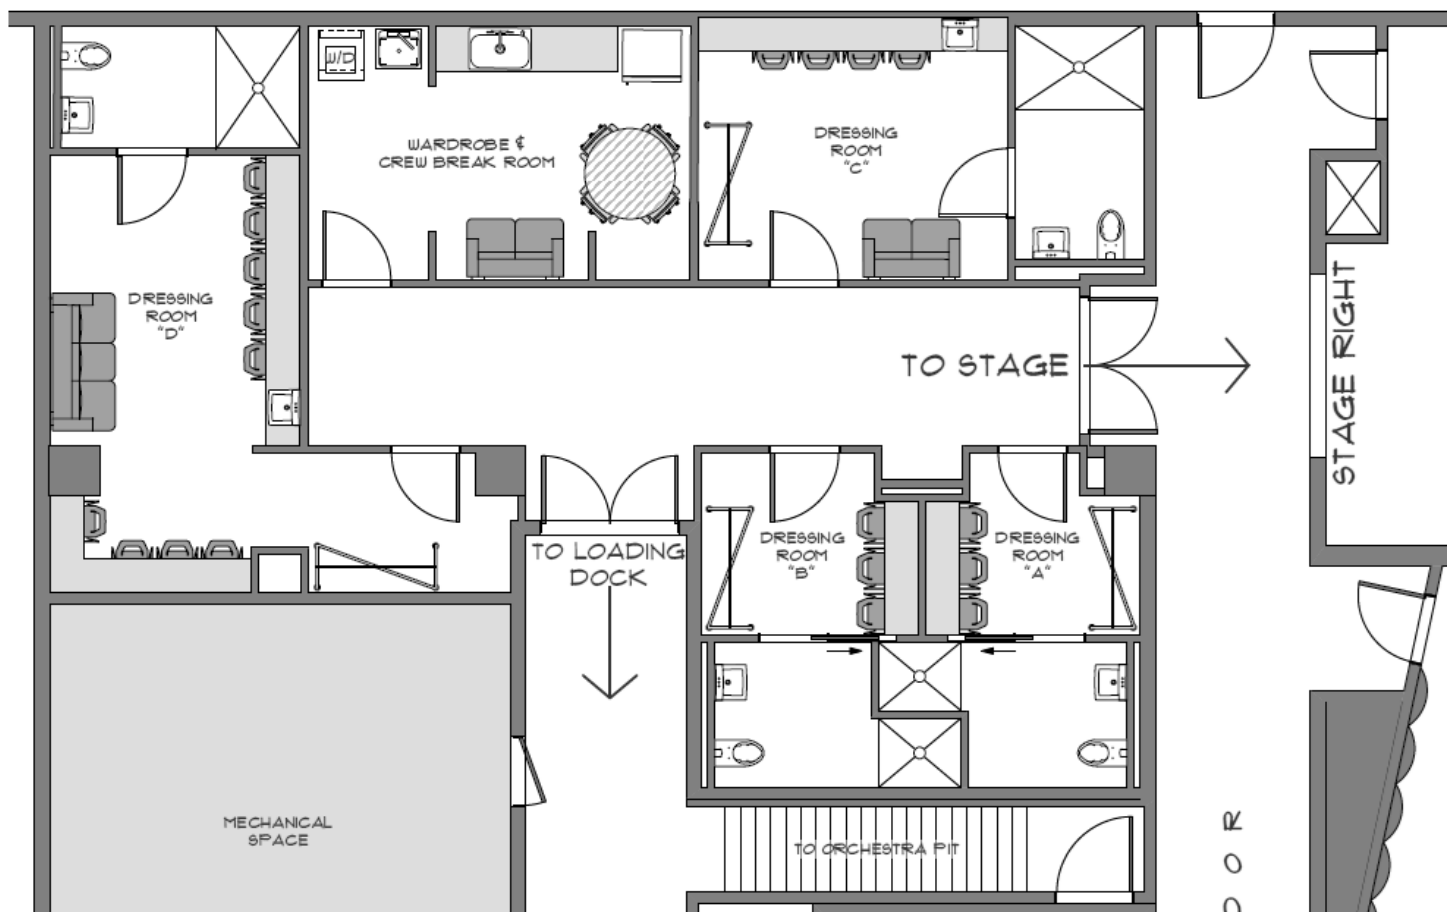 W/D
WARDROBE &
CREW BREAK ROOM
DRESSING
ROOM
"C"
DRESSING
ROOM
"D"
TO STAGE
STAGE RIGHT
TO LOADING
DOCK
DRESSING
ROOM
"B"
DRESSING
ROOM
"A"
MECHANICAL
SPACE
TO ORCHESTRA PIT